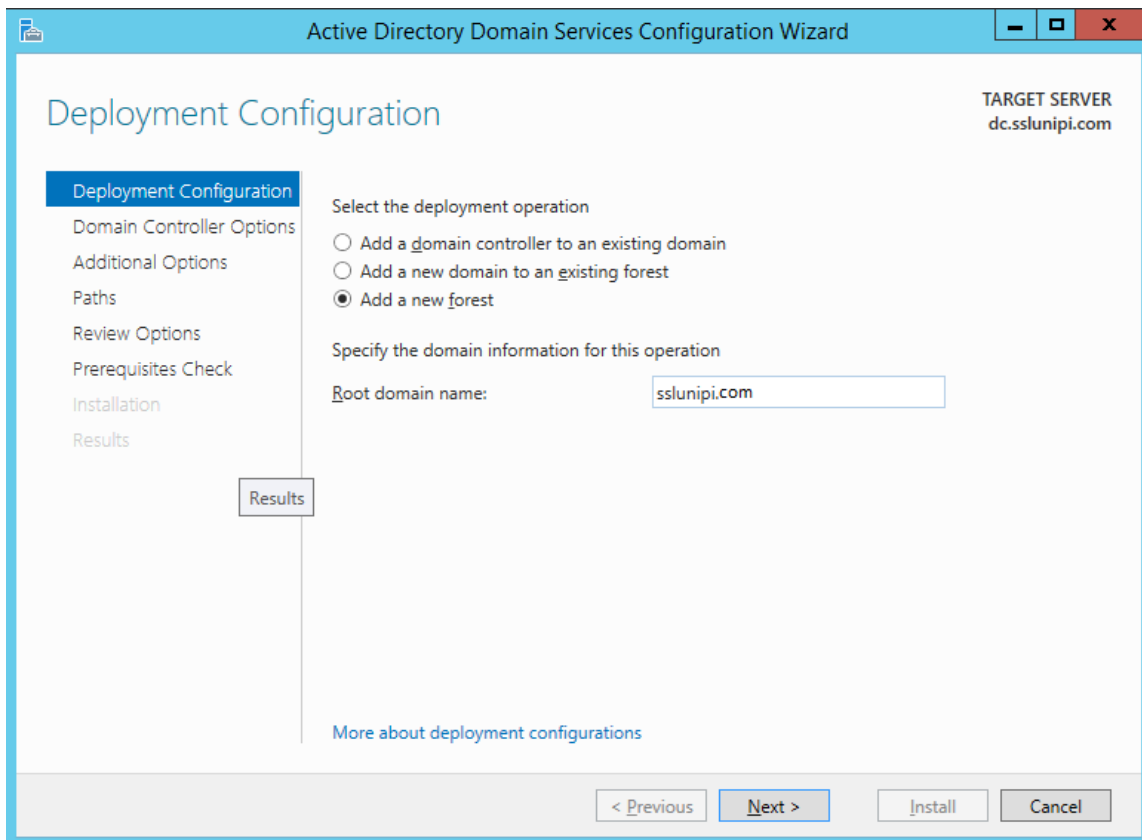 Active Directory Domain Services Configuration Wizard
Deployment Configuration
TARGET SERVER
dc.sslunipi.com
Deployment Configuration
Domain Controller Options
Additional Options
Paths
Review Options
Prerequisites Check
Installation
Results
Results
Select the deployment operation
Add a domain controller to an existing domain
Add a new domain to an existing forest
Add a new forest
Specify the domain information for this operation
Root domain name: sslunipi.com
More about deployment configurations
< Previous Next > Install Cancel